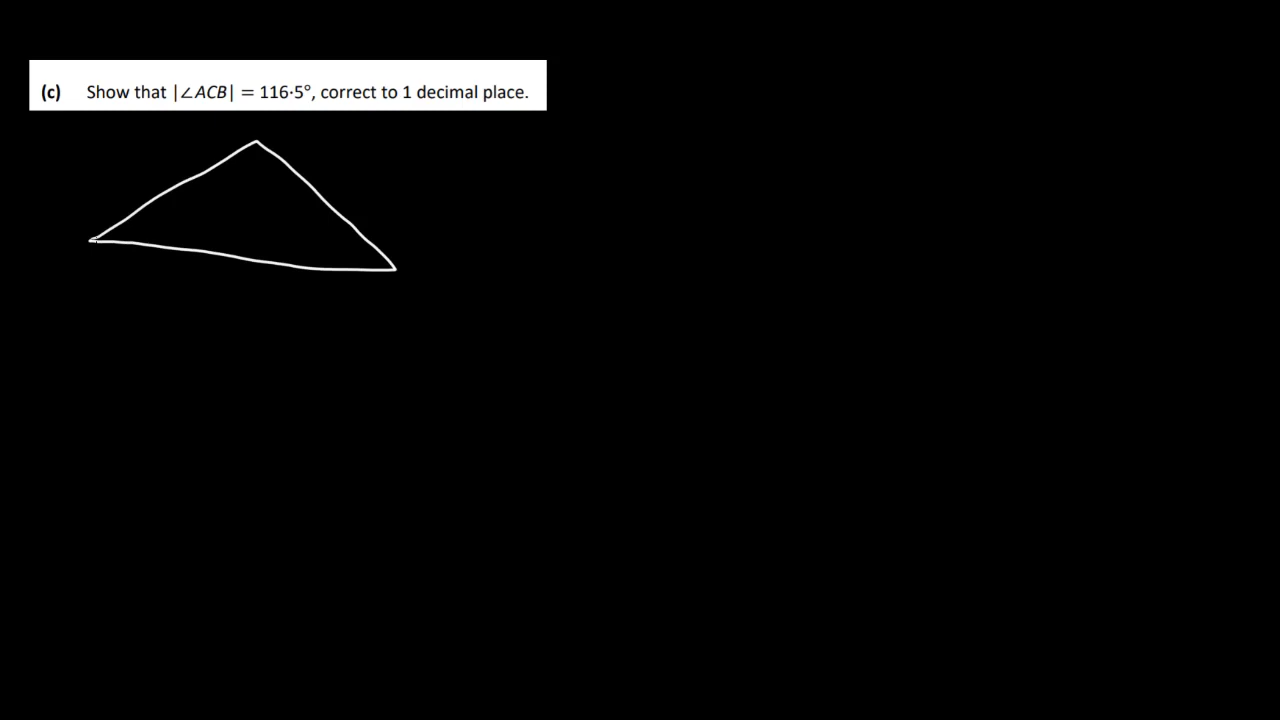 (c) Show that |∠ACB| = 116·5°, correct to 1 decimal place.